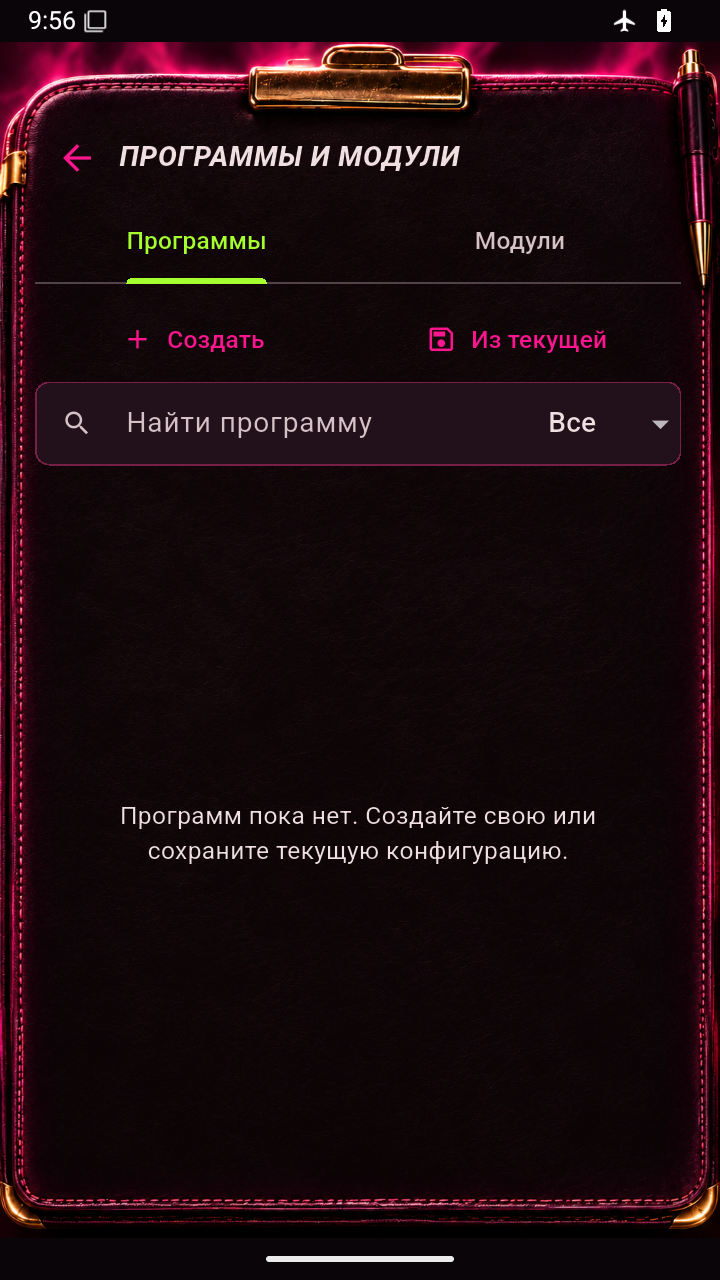 9:56
ПРОГРАММЫ И МОДУЛИ
Программы
Модули
Создать
Из текущей
Найти программу
Все
Программ пока нет. Создайте свою или
сохраните текущую конфигурацию.